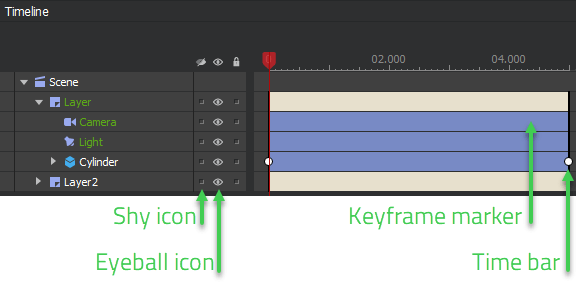 Timeline
02.000 04.000
Scene
Layer
Camera
Light
Cylinder
Layer2
Shy icon Keyframe marker
Eyeball icon Time bar